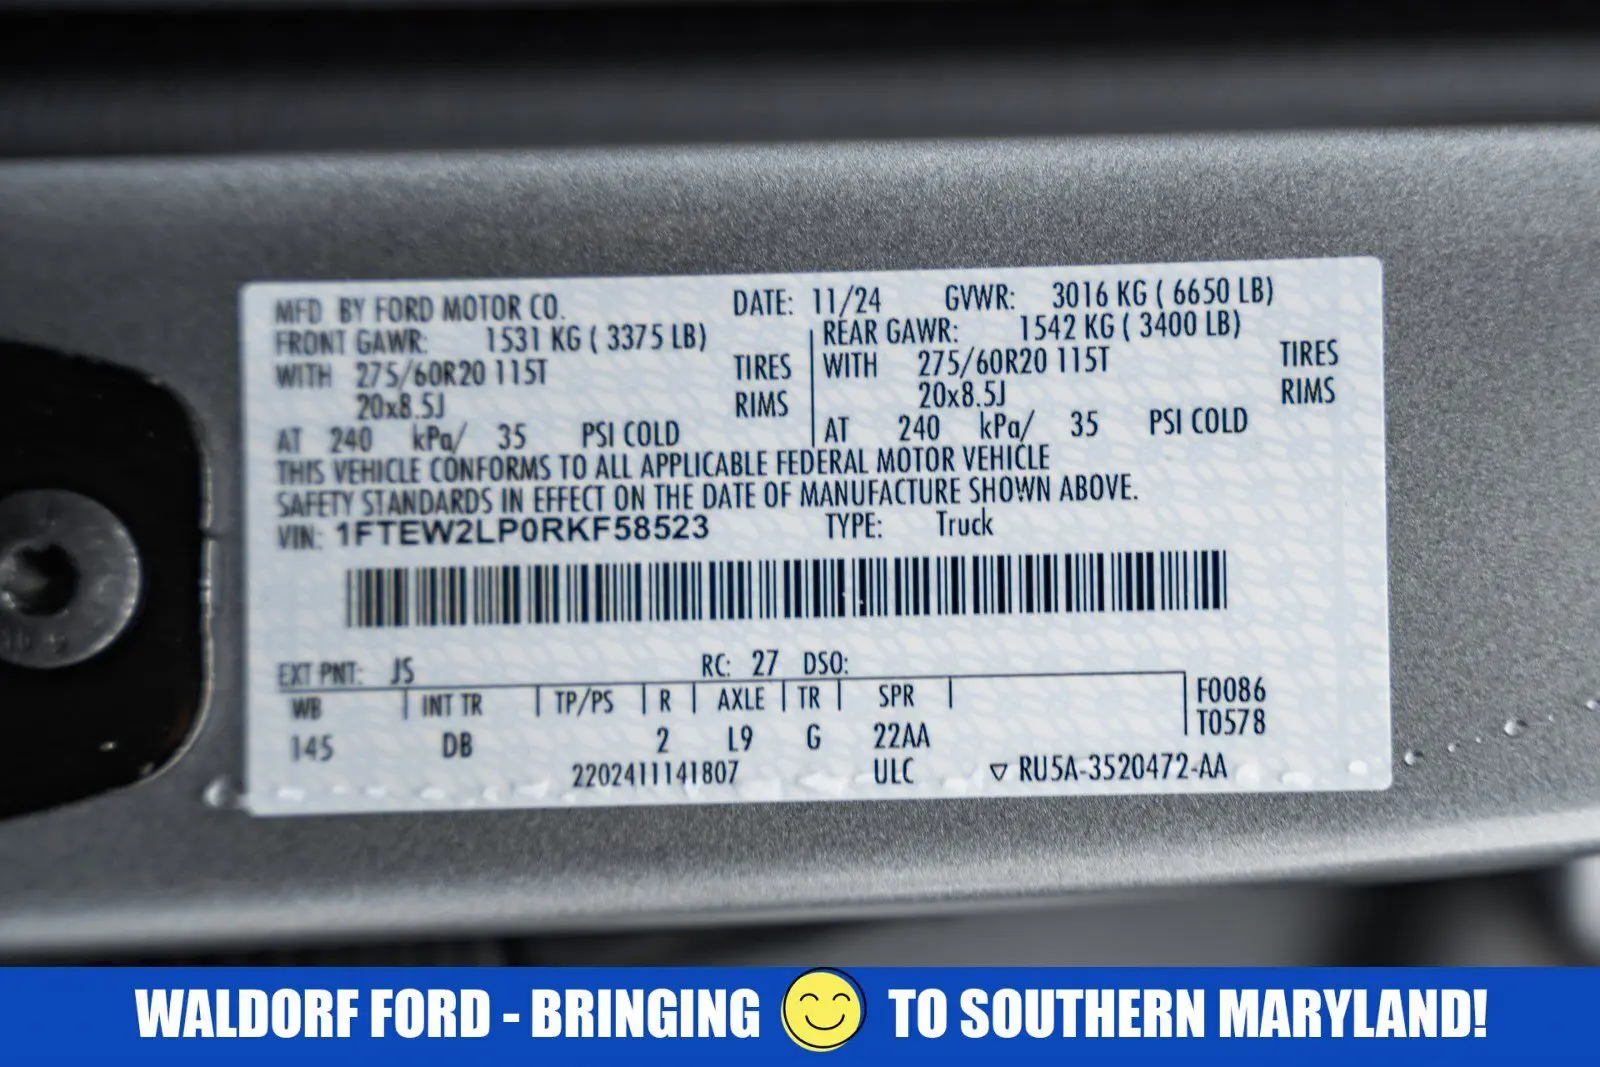 MFD BY FORD MOTOR CO. DATE: 11/24 GVWR: 3016 KG ( 6650 LB)
FRONT GAWR: 1531 KG ( 3375 LB) REAR GAWR: 1542 KG ( 3400 LB)
WITH 275/60R20 115T TIRES WITH 275/60R20 115T TIRES
20x8.5J RIMS 20x8.5J RIMS
AT 240 kPa/ 35 PSI COLD AT 240 kPa/ 35 PSI COLD
THIS VEHICLE CONFORMS TO ALL APPLICABLE FEDERAL MOTOR VEHICLE
SAFETY STANDARDS IN EFFECT ON THE DATE OF MANUFACTURE SHOWN ABOVE.
VIN: 1FTEW2LP0RKF58523 TYPE: Truck
EXT PNT: JS RC: 27 DSO:
WB INT TR TP/PS R AXLE TR SPR F0086
T0578
145 DB 2 L9 G 22AA
2202411141807 ULC ▽ RU5A-3520472-AA
WALDORF FORD - BRINGING TO SOUTHERN MARYLAND!